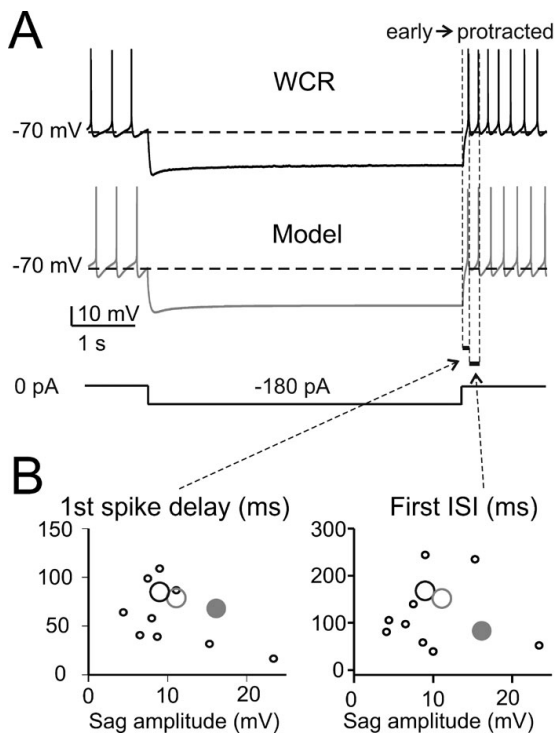 A
early → protracted
WCR
-70 mV
Model
-70 mV
10 mV
1 s
0 pA
-180 pA
B
1st spike delay (ms)
First ISI (ms)
150
100
50
0
0
10
20
Sag amplitude (mV)
300
200
100
0
0
10
20
Sag amplitude (mV)